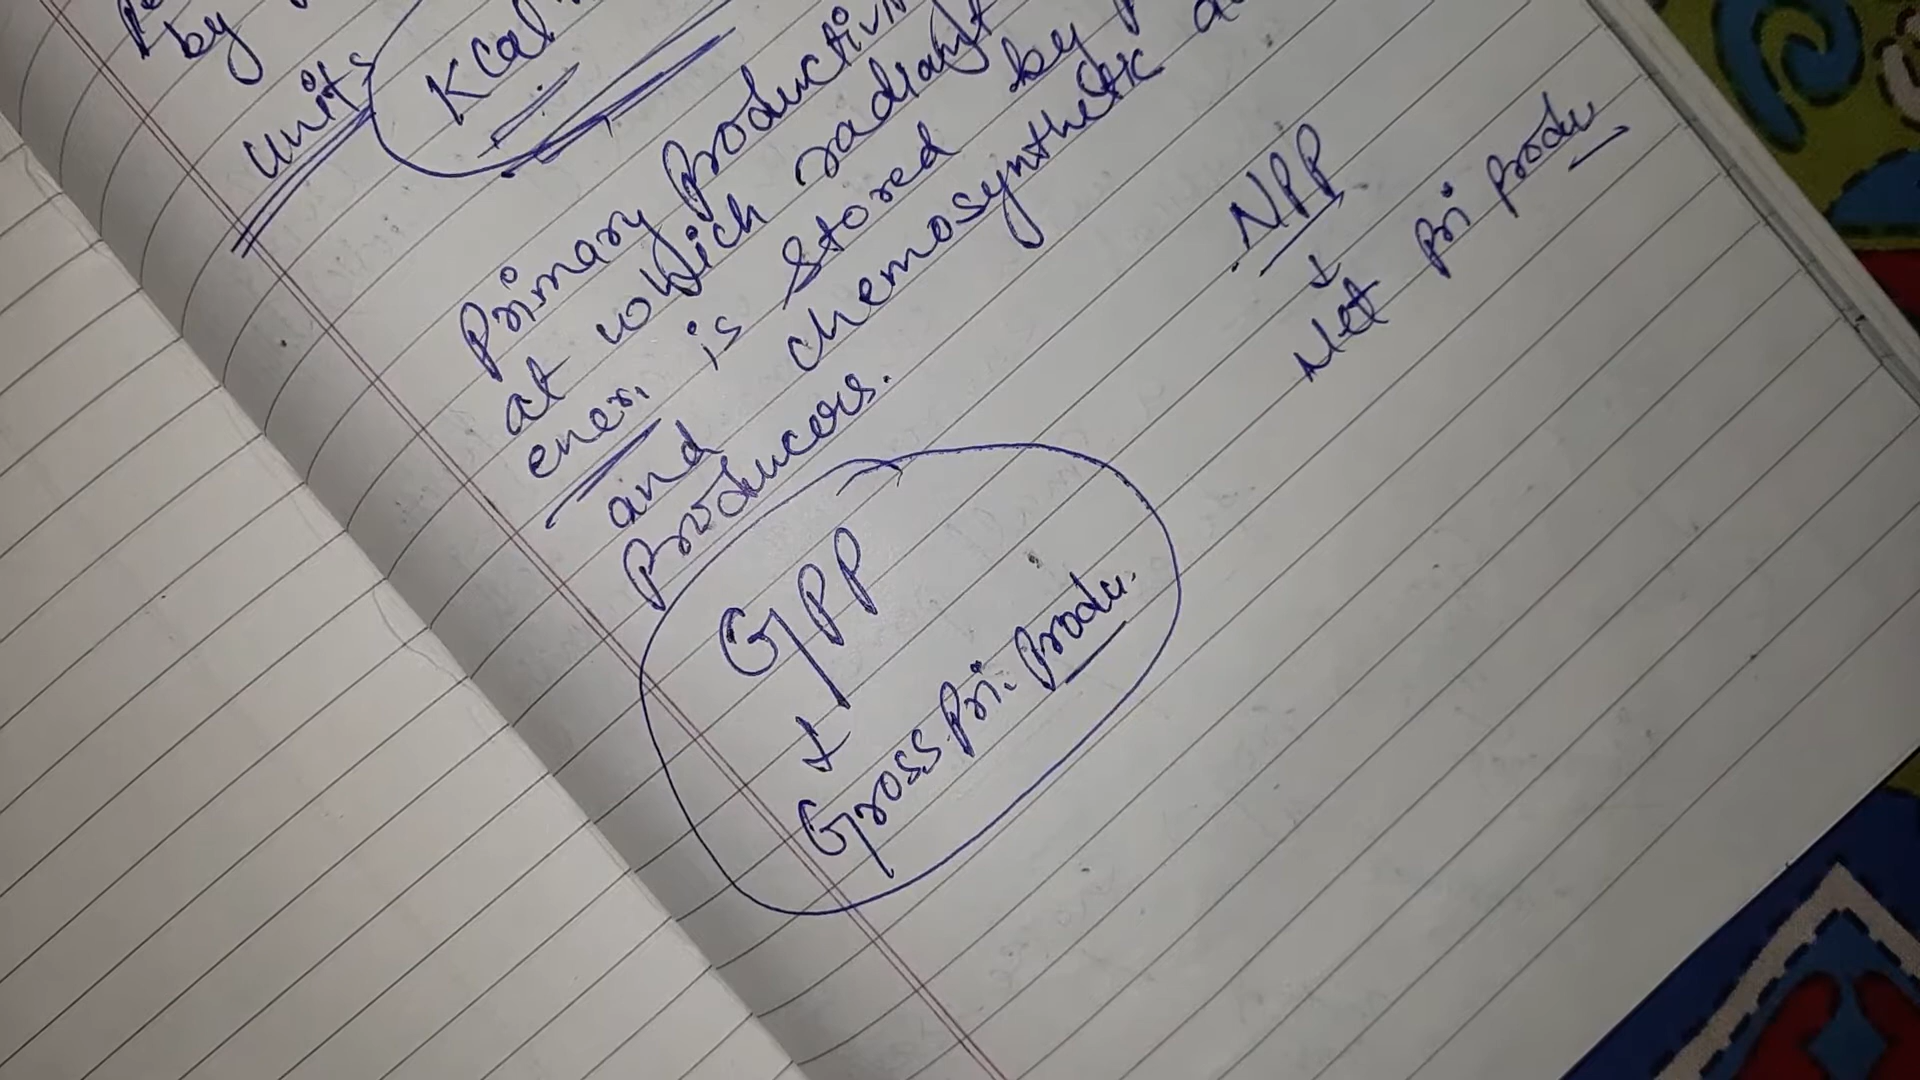 by
units Kcal
Primary Productivi
at which radiant
ener. is stored by
and chemosynthetic
Producers.
NPP
Net Pri Produ
GPP
Gross Pri. Produ.